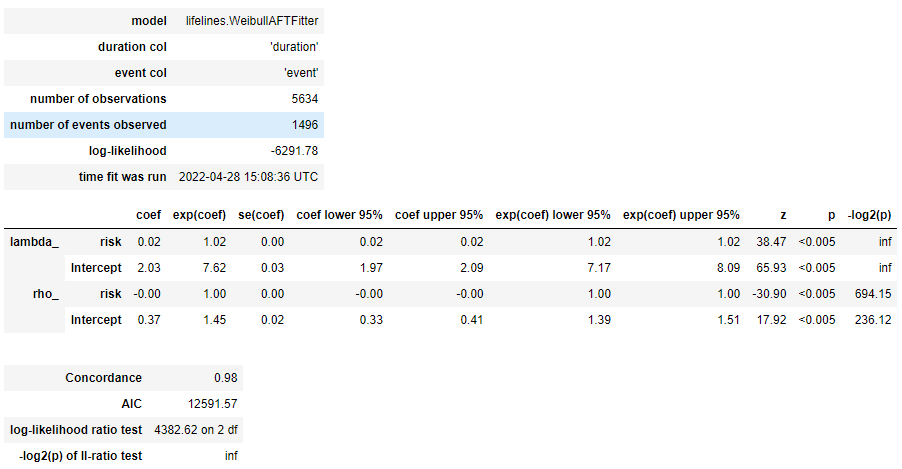 model lifelines.WeibullAFTFitter
duration col 'duration'
event col 'event'
number of observations 5634
number of events observed 1496
log-likelihood -6291.78
time fit was run 2022-04-28 15:08:36 UTC
coef exp(coef) se(coef) coef lower 95% coef upper 95% exp(coef) lower 95% exp(coef) upper 95% z p -log2(p)
lambda_ risk 0.02 1.02 0.00 0.02 0.02 1.02 1.02 38.47 <0.005 inf
Intercept 2.03 7.62 0.03 1.97 2.09 7.17 8.09 65.93 <0.005 inf
rho_ risk -0.00 1.00 0.00 -0.00 -0.00 1.00 1.00 -30.90 <0.005 694.15
Intercept 0.37 1.45 0.02 0.33 0.41 1.39 1.51 17.92 <0.005 236.12
Concordance 0.98
AIC 12591.57
log-likelihood ratio test 4382.62 on 2 df
-log2(p) of ll-ratio test inf